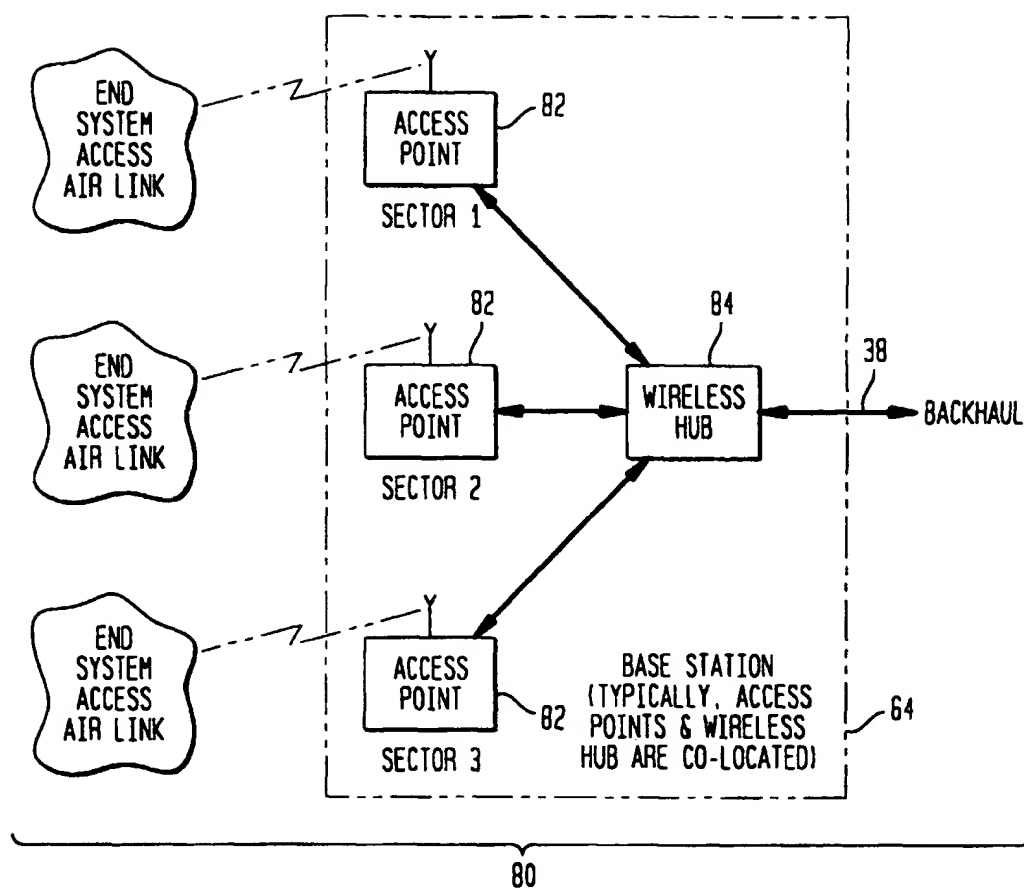 END
SYSTEM
ACCESS
AIR LINK
ACCESS
POINT
82
SECTOR 1
END
SYSTEM
ACCESS
AIR LINK
ACCESS
POINT
82
SECTOR 2
WIRELESS
HUB
84
38
BACKHAUL
END
SYSTEM
ACCESS
AIR LINK
ACCESS
POINT
82
SECTOR 3
BASE STATION
(TYPICALLY, ACCESS
POINTS & WIRELESS
HUB ARE CO-LOCATED)
64
80